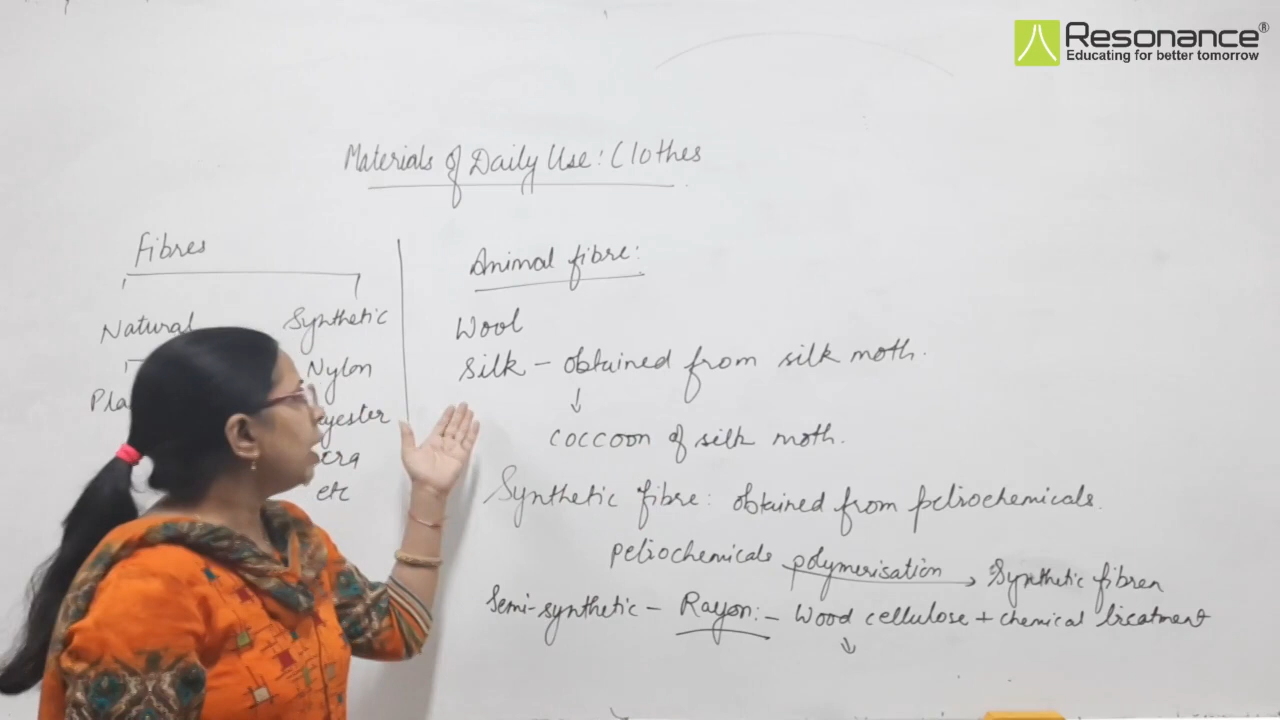 Resonance®
Educating for better tomorrow
Materials of Daily Use: Clothes
Fibres
Natural
Synthetic
Nylon
etc
Animal fibre:
Wool
Silk - obtained from silk moth.
↓
coccoon of silk moth.
Synthetic fibre: obtained from petrochemicals.
Petrochemicals polymerisation → Synthetic fibres
Semi-synthetic - Rayon:- Wood cellulose + chemical treatment
↓